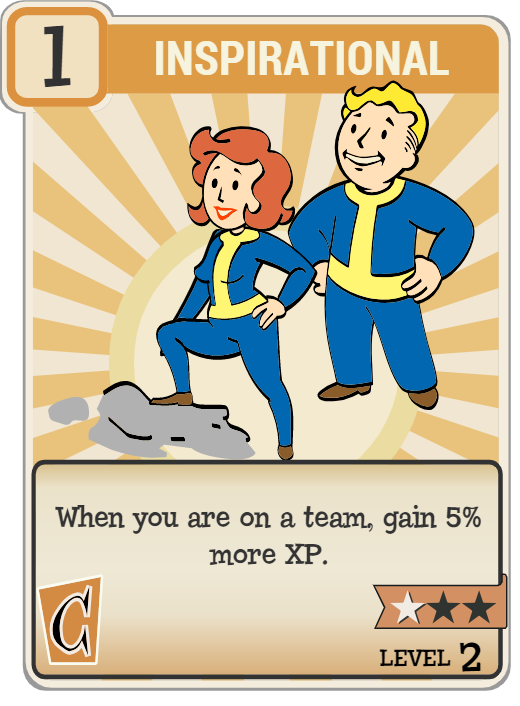 1
INSPIRATIONAL
When you are on a team, gain 5%
more XP.
C
LEVEL 2